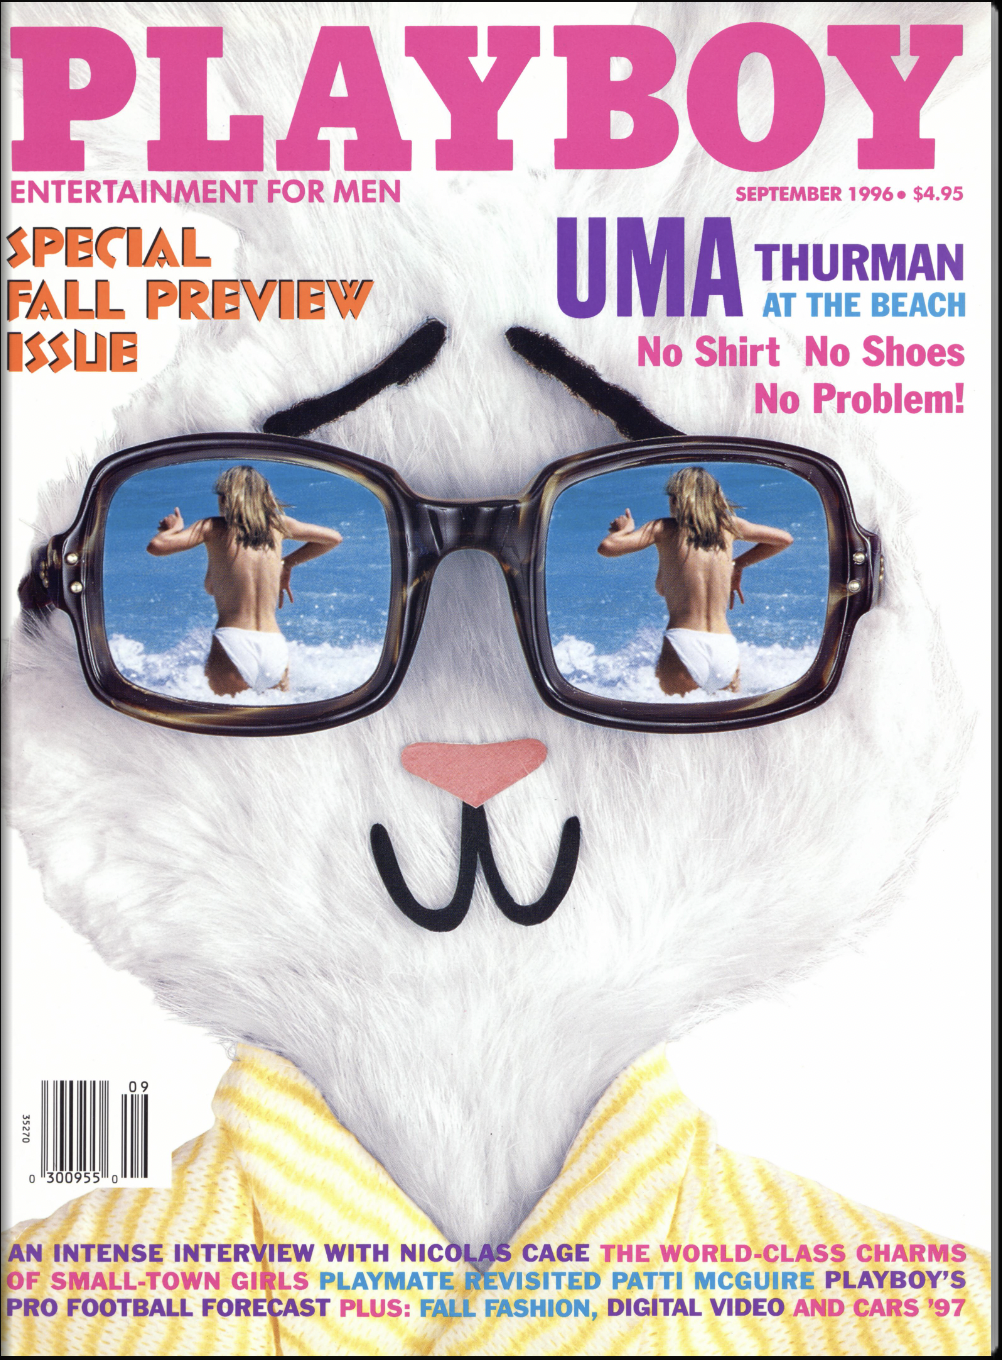 PLAYBOY
ENTERTAINMENT FOR MEN
SEPTEMBER 1996 • $4.95
SPECIAL
FALL PREVIEW
ISSUE
UMA THURMAN
AT THE BEACH
No Shirt No Shoes
No Problem!
09
35270
0 300955 0
AN INTENSE INTERVIEW WITH NICOLAS CAGE THE WORLD-CLASS CHARMS
OF SMALL-TOWN GIRLS PLAYMATE REVISITED PATTI MCGUIRE PLAYBOY'S
PRO FOOTBALL FORECAST PLUS: FALL FASHION, DIGITAL VIDEO AND CARS '97